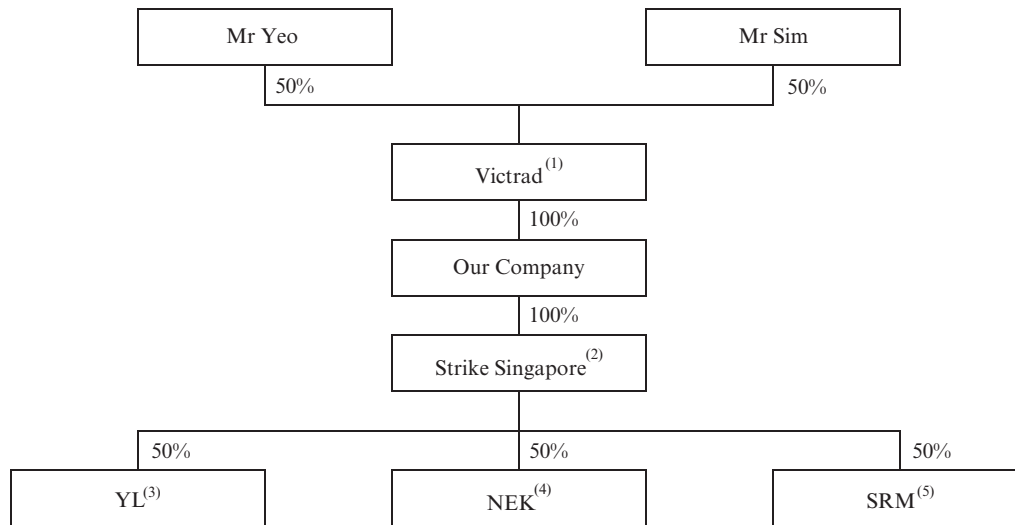 Mr Yeo
Mr Sim
50%
50%
Victrad(1)
100%
Our Company
100%
Strike Singapore(2)
50%
50%
50%
YL(3)
NEK(4)
SRM(5)